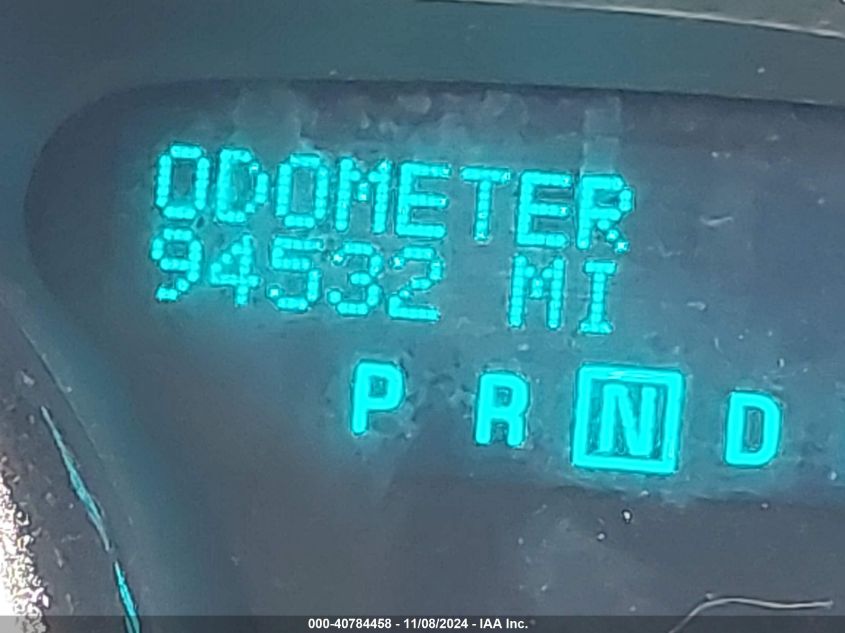 ODOMETER
94532 MI
P R N D
000-40784458 - 11/08/2024 - IAA Inc.